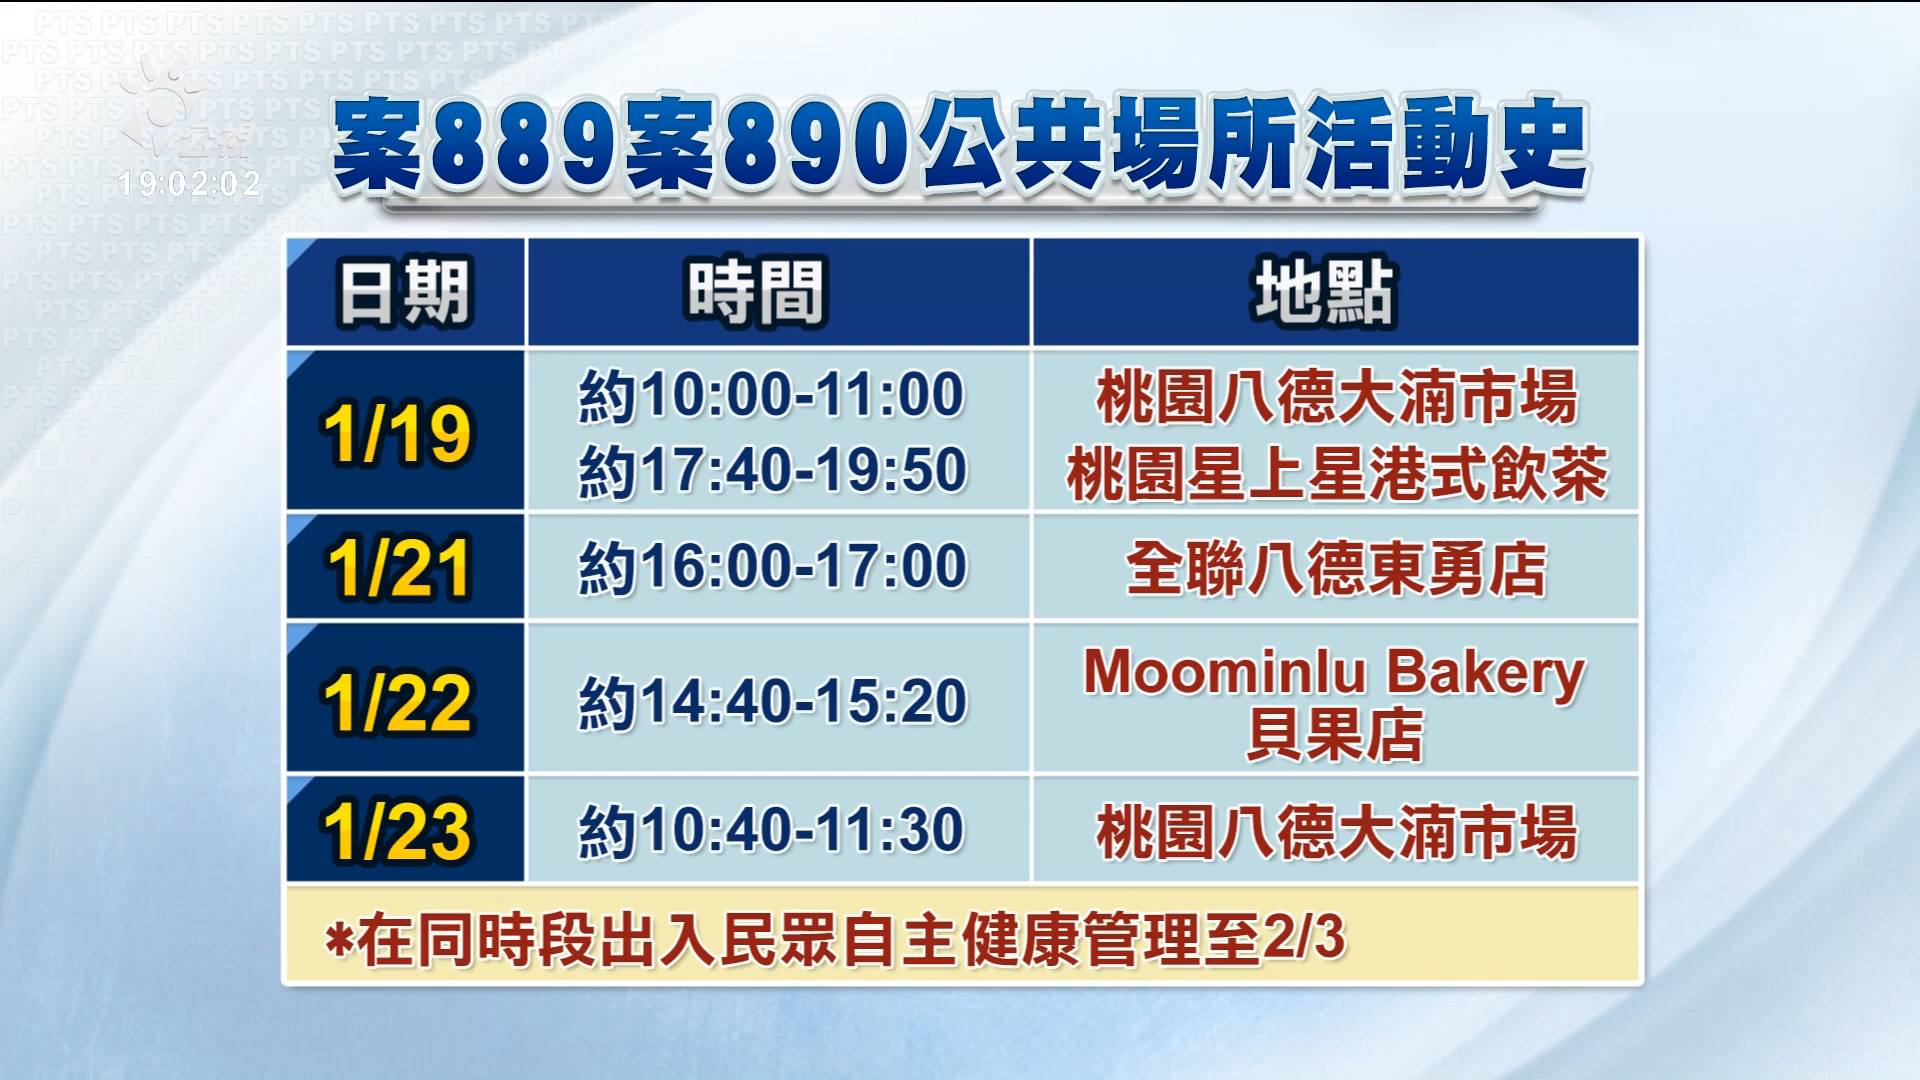 公視
19:02:02
案889案890公共場所活動史
日期 時間 地點
1/19
約10:00-11:00 桃園八德大湳市場
約17:40-19:50 桃園星上星港式飲茶
1/21 約16:00-17:00 全聯八德東勇店
1/22 約14:40-15:20 Moominlu Bakery
貝果店
1/23 約10:40-11:30 桃園八德大湳市場
*在同時段出入民眾自主健康管理至2/3